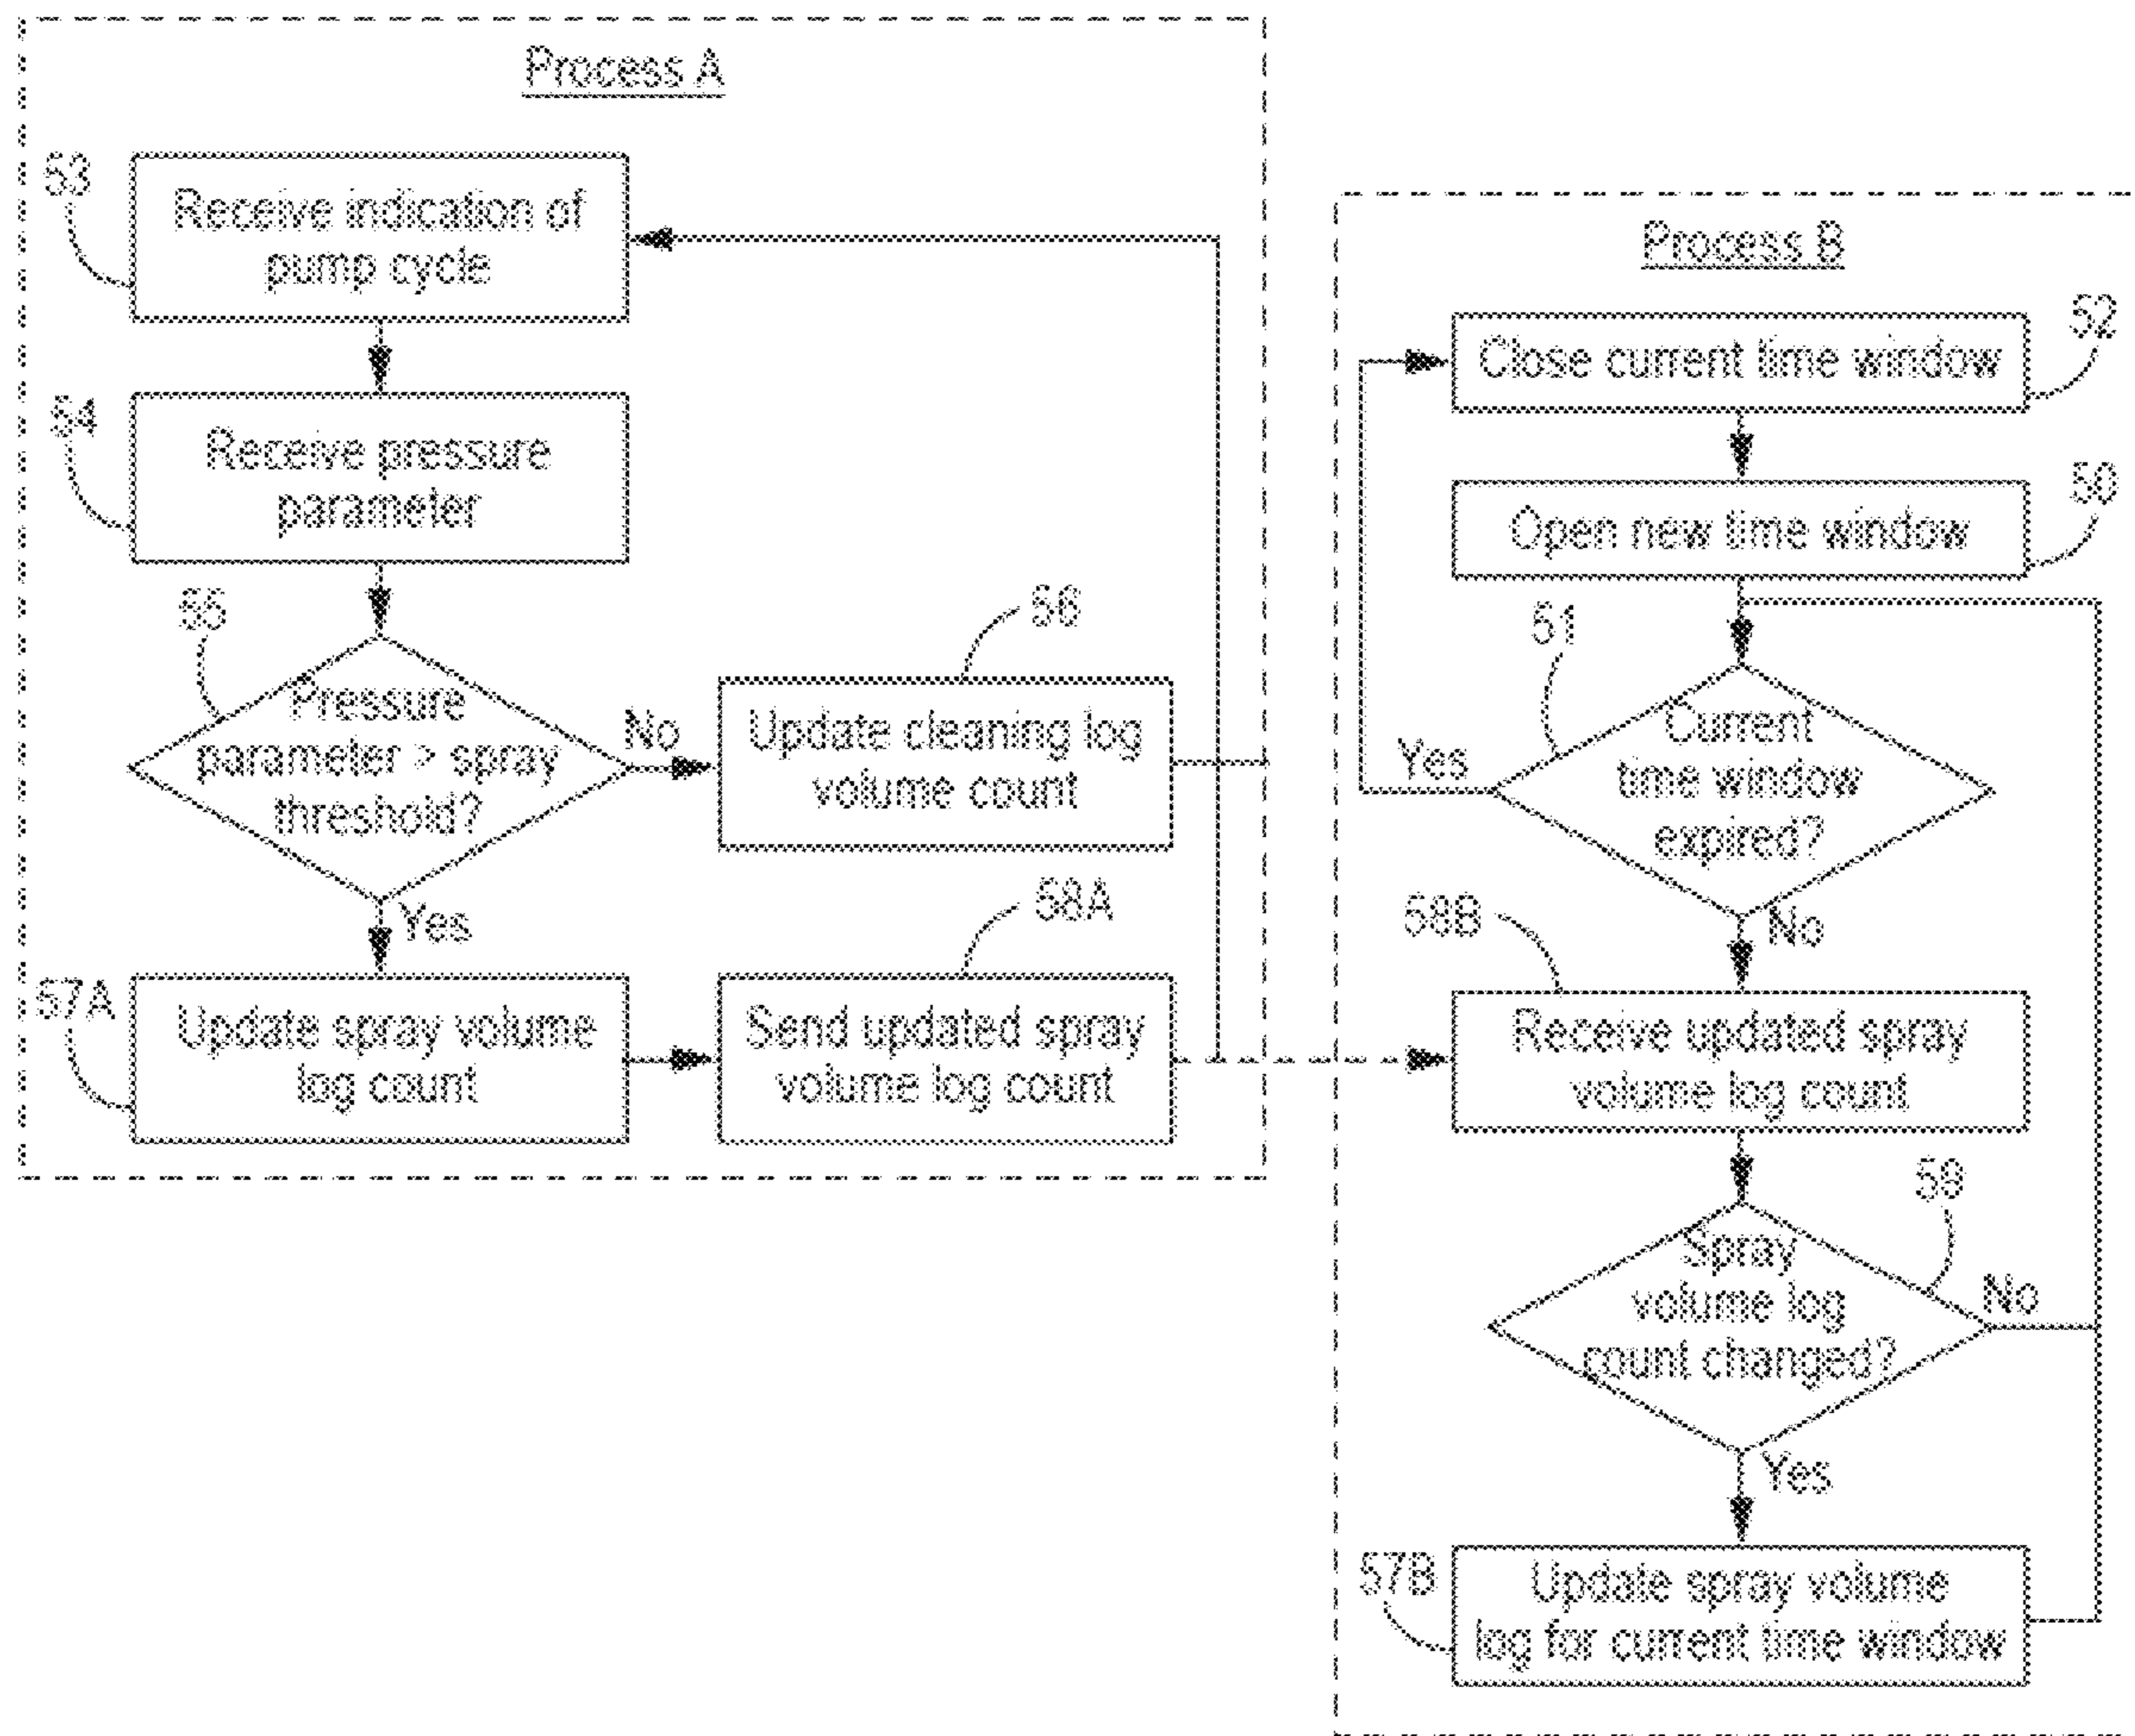 Process A
53
Receive indication of
pump cycle
54
Receive pressure
parameter
55
Pressure
parameter > spray
threshold?
No
56
Update cleaning log
volume count
Yes
57A
Update spray volume
log count
58A
Send updated spray
volume log count
Process B
52
Close current time window
50
Open new time window
51
Current
time window
expired?
Yes
No
58B
Receive updated spray
volume log count
59
Spray
volume log
count changed?
No
Yes
57B
Update spray volume
log for current time window